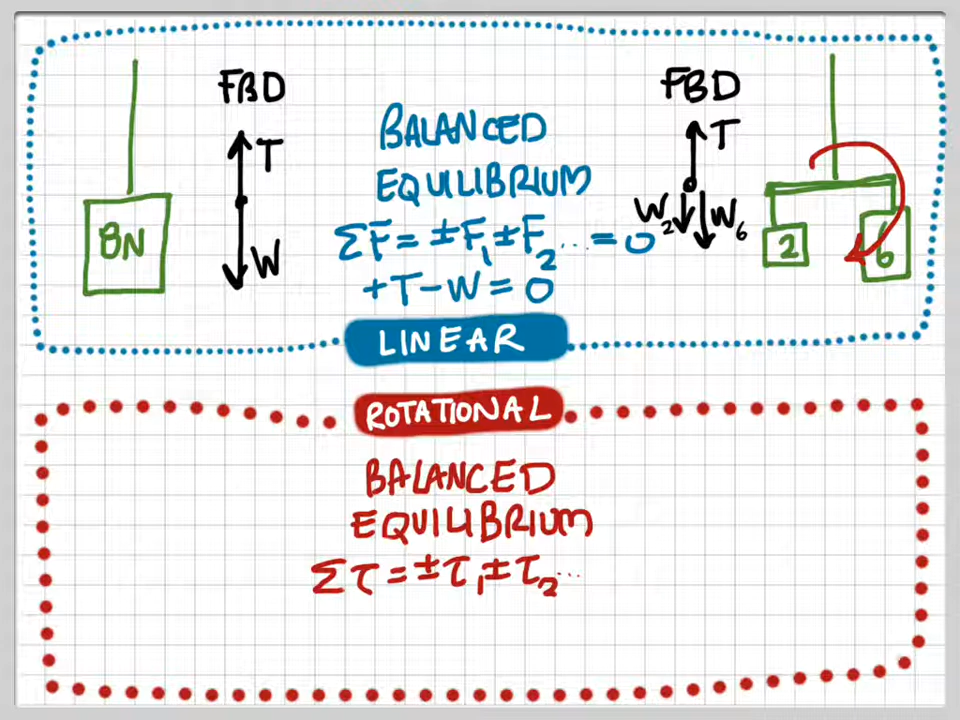 FBD
T
8N
W
BALANCED
EQUILIBRIUM
ΣF = ±F₁ ± F₂ ... = 0
+T - W = 0
FBD
T
W₂
W₆
2
6
LINEAR
ROTATIONAL
BALANCED
EQUILIBRIUM
Στ = ±τ₁ ± τ₂ ...